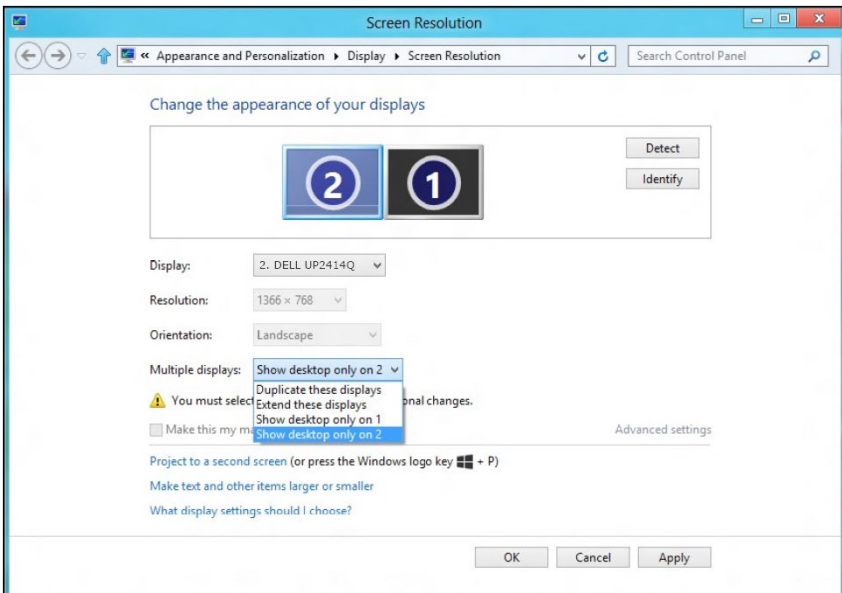 Screen Resolution
« Appearance and Personalization ▸ Display ▸ Screen Resolution
Search Control Panel
Change the appearance of your displays
2
1
Detect
Identify
Display: 2. DELL UP2414Q
Resolution: 1366 × 768
Orientation: Landscape
Multiple displays: Show desktop only on 2
Duplicate these displays
You must select
Extend these displays
changes.
Show desktop only on 1
Make this my
Show desktop only on 2
Advanced settings
Project to a second screen (or press the Windows logo key + P)
Make text and other items larger or smaller
What display settings should I choose?
OK
Cancel
Apply